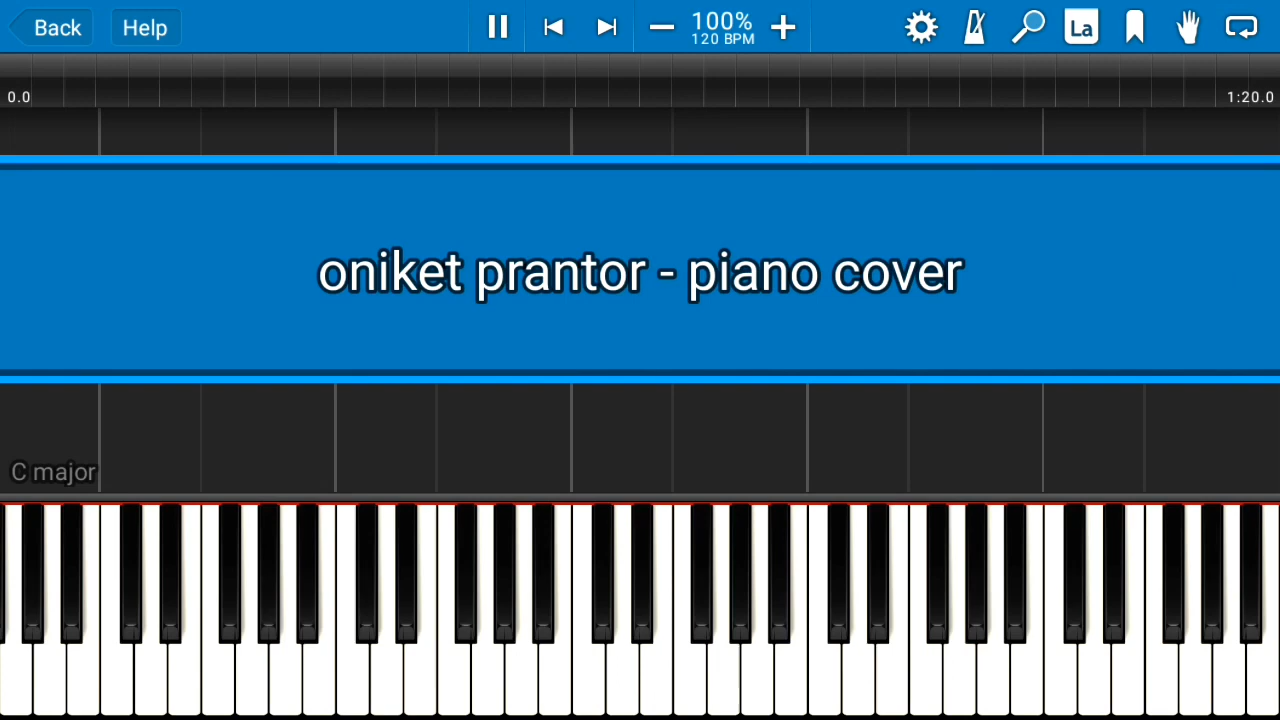 Back
Help
100%
120 BPM
La
0.0
1:20.0
oniket prantor - piano cover
C major